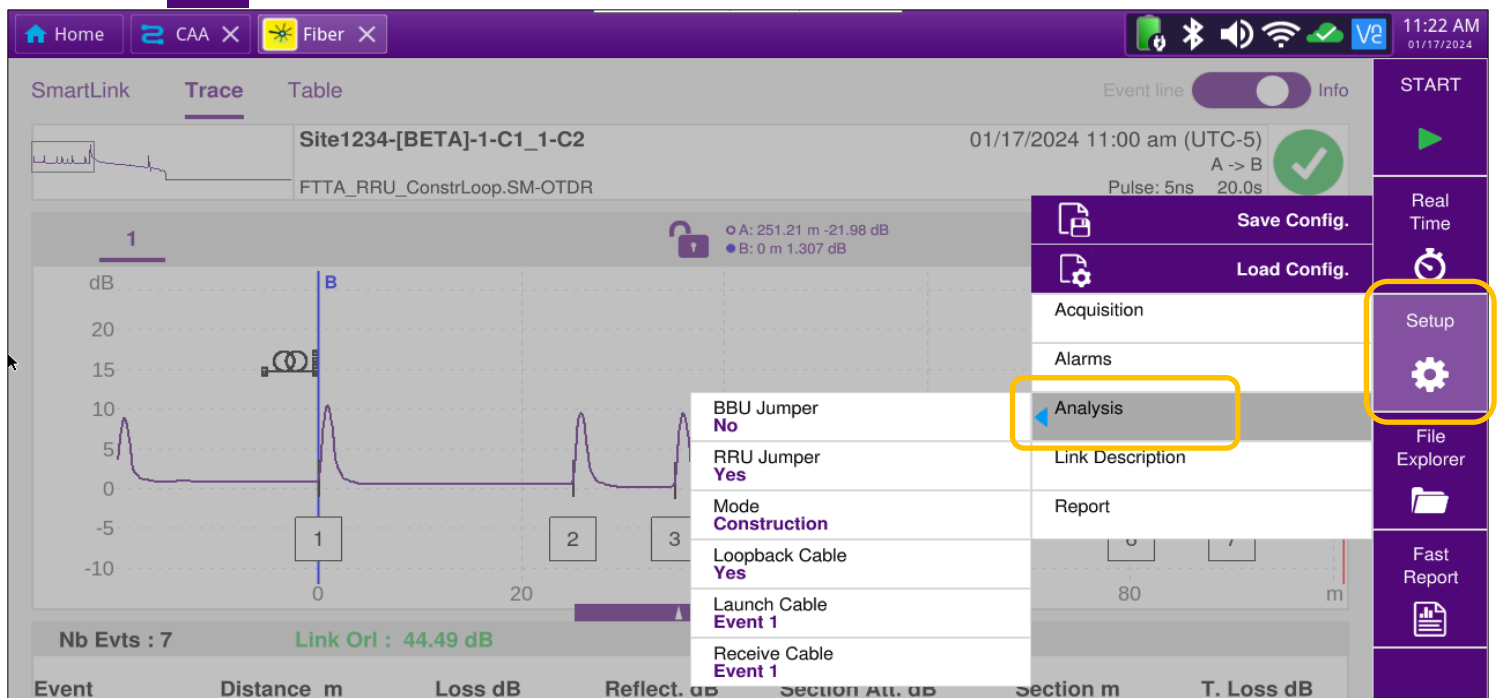 Home
CAA
Fiber
11:22 AM
01/17/2024
SmartLink
Trace
Table
Event line
Info
START
Site1234-[BETA]-1-C1_1-C2
01/17/2024 11:00 am (UTC-5)
A -> B
FTTA_RRU_ConstrLoop.SM-OTDR
Pulse: 5ns 20.0s
Real
Time
Save Config.
1
A: 251.21 m -21.98 dB
B: 0 m 1.307 dB
Load Config.
dB
B
20
15
10
5
0
-5
-10
Acquisition
Alarms
Analysis
Link Description
Report
Setup
BBU Jumper
No
RRU Jumper
Yes
Mode
Construction
Loopback Cable
Yes
Launch Cable
Event 1
Receive Cable
Event 1
File
Explorer
1
2
3
6
7
0
20
80
m
Fast
Report
Nb Evts : 7
Link Orl : 44.49 dB
Event
Distance m
Loss dB
Reflect. dB
Section Att. dB
Section m
T. Loss dB